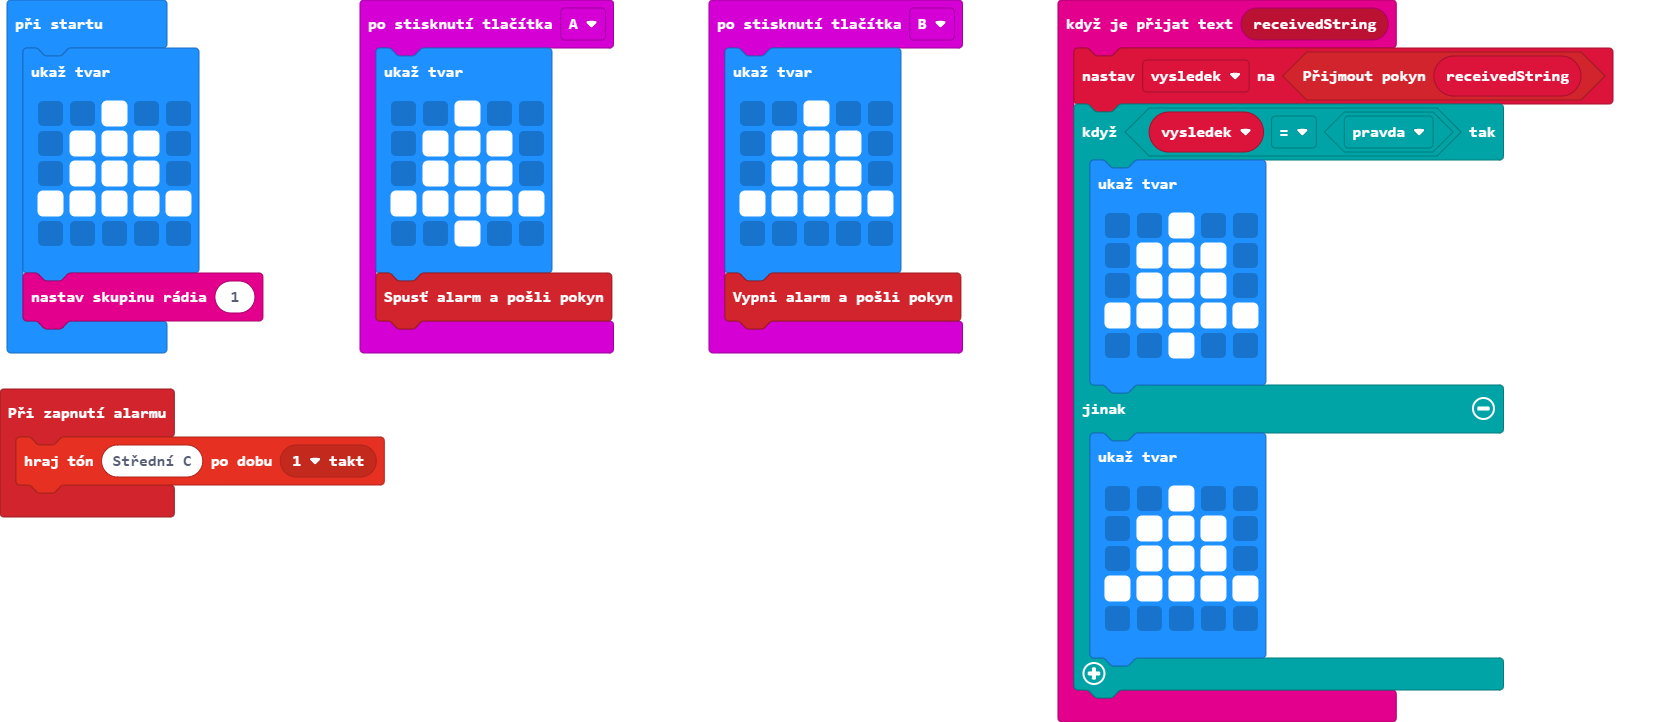 při startu
ukaž tvar
nastav skupinu rádia 1
po stisknutí tlačítka A
ukaž tvar
Spusť alarm a pošli pokyn
po stisknutí tlačítka B
ukaž tvar
Vypni alarm a pošli pokyn
když je přijat text receivedString
nastav vysledek na Přijmout pokyn receivedString
když vysledek = pravda tak
ukaž tvar
jinak
ukaž tvar
Při zapnutí alarmu
hraj tón Střední C po dobu 1 takt